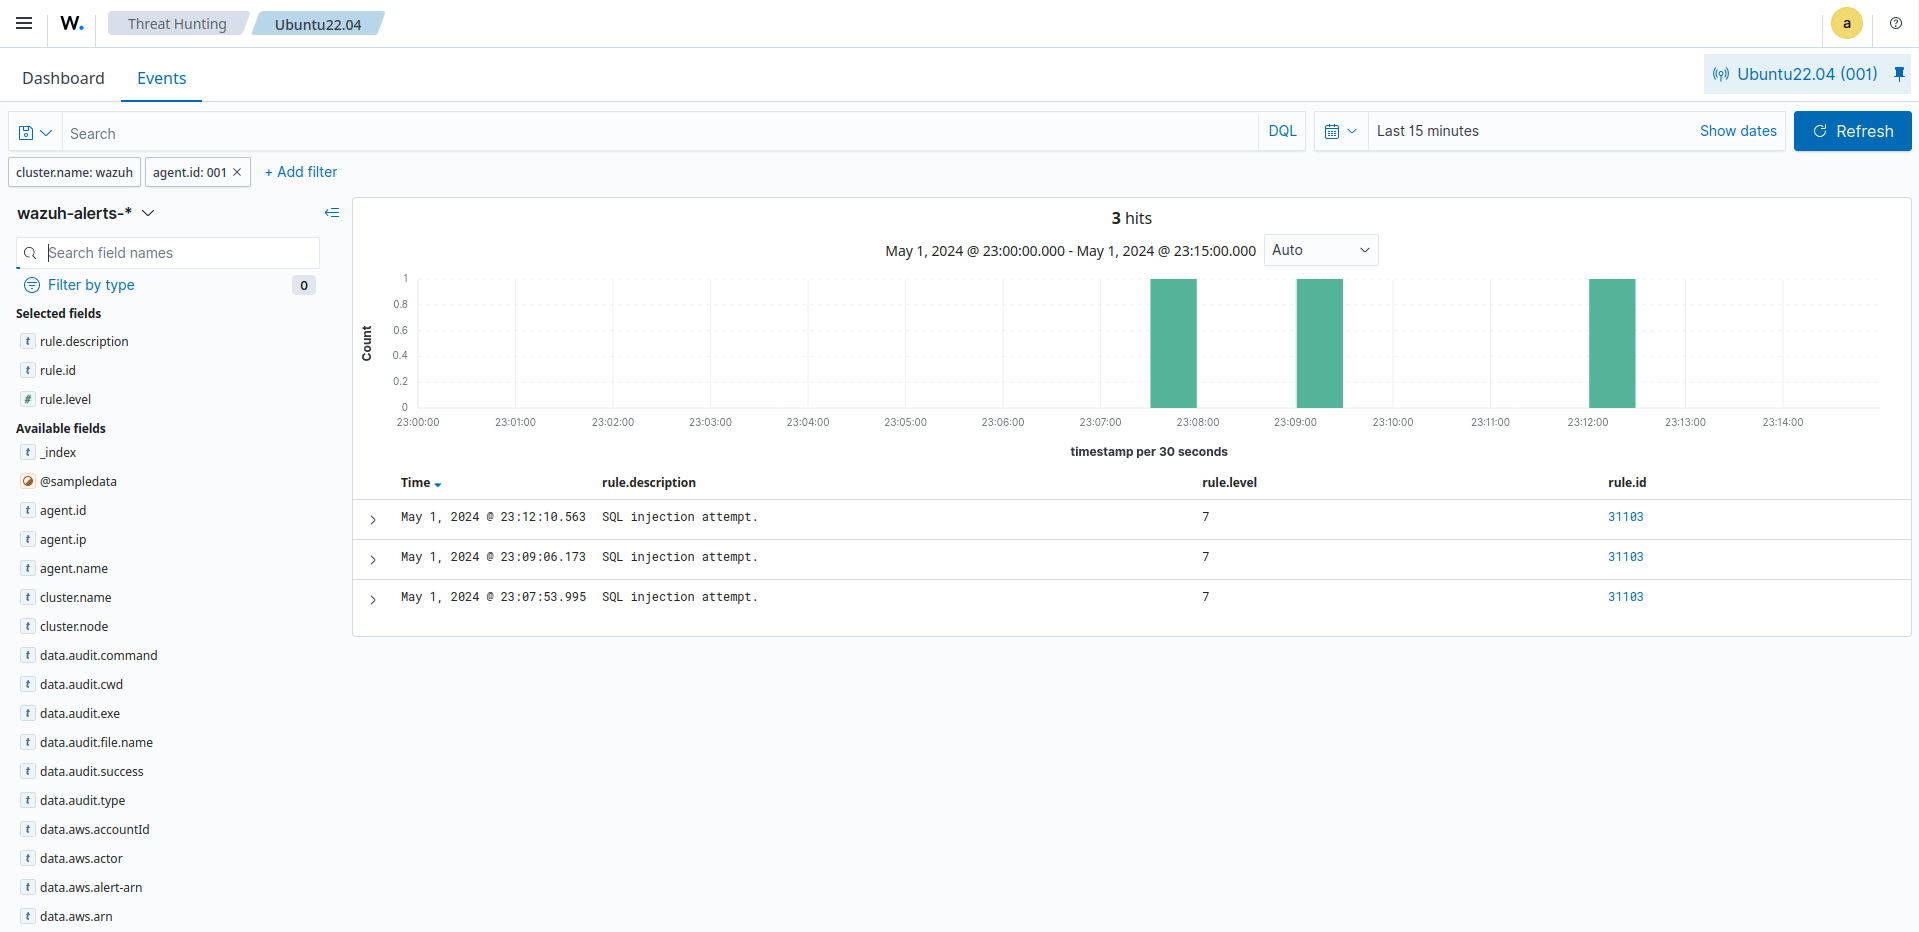 W. Threat Hunting Ubuntu22.04 a
Dashboard Events Ubuntu22.04 (001)
Search DQL Last 15 minutes Show dates Refresh
cluster.name: wazuh agent.id: 001 × + Add filter
wazuh-alerts-*
Search field names
Filter by type 0
Selected fields
t rule.description
t rule.id
# rule.level
Available fields
t _index
@sampledata
t agent.id
t agent.ip
t agent.name
t cluster.name
t cluster.node
t data.audit.command
t data.audit.cwd
t data.audit.exe
t data.audit.file.name
t data.audit.success
t data.audit.type
t data.aws.accountId
t data.aws.actor
t data.aws.alert-arn
t data.aws.arn
3 hits
May 1, 2024 @ 23:00:00.000 - May 1, 2024 @ 23:15:00.000 Auto
Count
1
0.8
0.6
0.4
0.2
0
23:00:00 23:01:00 23:02:00 23:03:00 23:04:00 23:05:00 23:06:00 23:07:00 23:08:00 23:09:00 23:10:00 23:11:00 23:12:00 23:13:00 23:14:00
timestamp per 30 seconds
Time rule.description rule.level rule.id
May 1, 2024 @ 23:12:10.563 SQL injection attempt. 7 31103
May 1, 2024 @ 23:09:06.173 SQL injection attempt. 7 31103
May 1, 2024 @ 23:07:53.995 SQL injection attempt. 7 31103